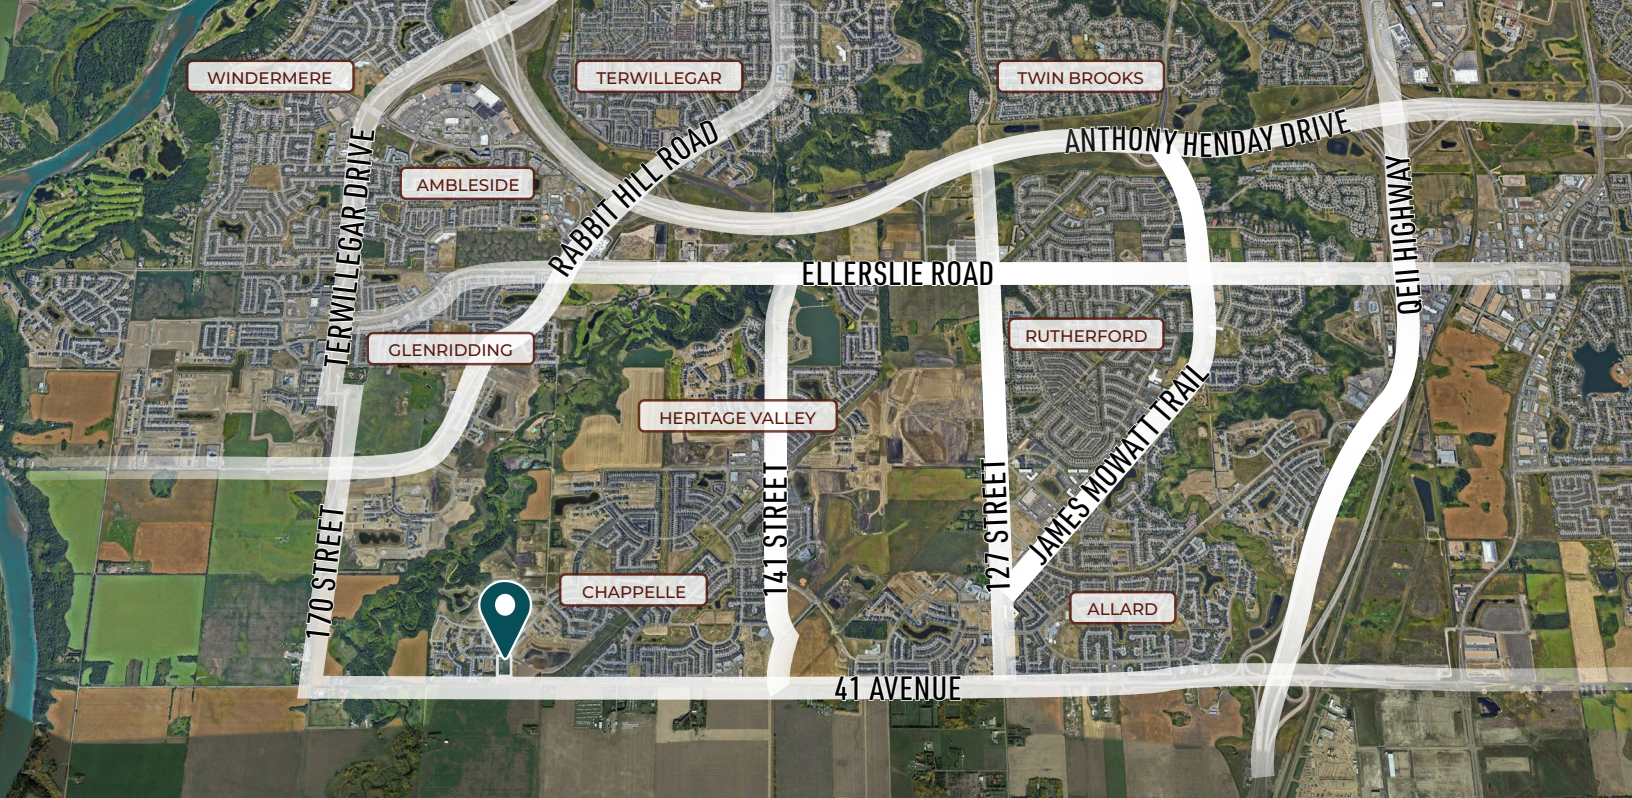 WINDERMERE
TERWILLEGAR
TWIN BROOKS
ANTHONY HENDAY DRIVE
TERWILLEGAR DRIVE
AMBLESIDE
RABBIT HILL ROAD
QEII HIGHWAY
ELLERSLIE ROAD
GLENRIDDING
RUTHERFORD
HERITAGE VALLEY
JAMES MOWATT TRAIL
141 STREET
127 STREET
170 STREET
CHAPPELLE
ALLARD
41 AVENUE